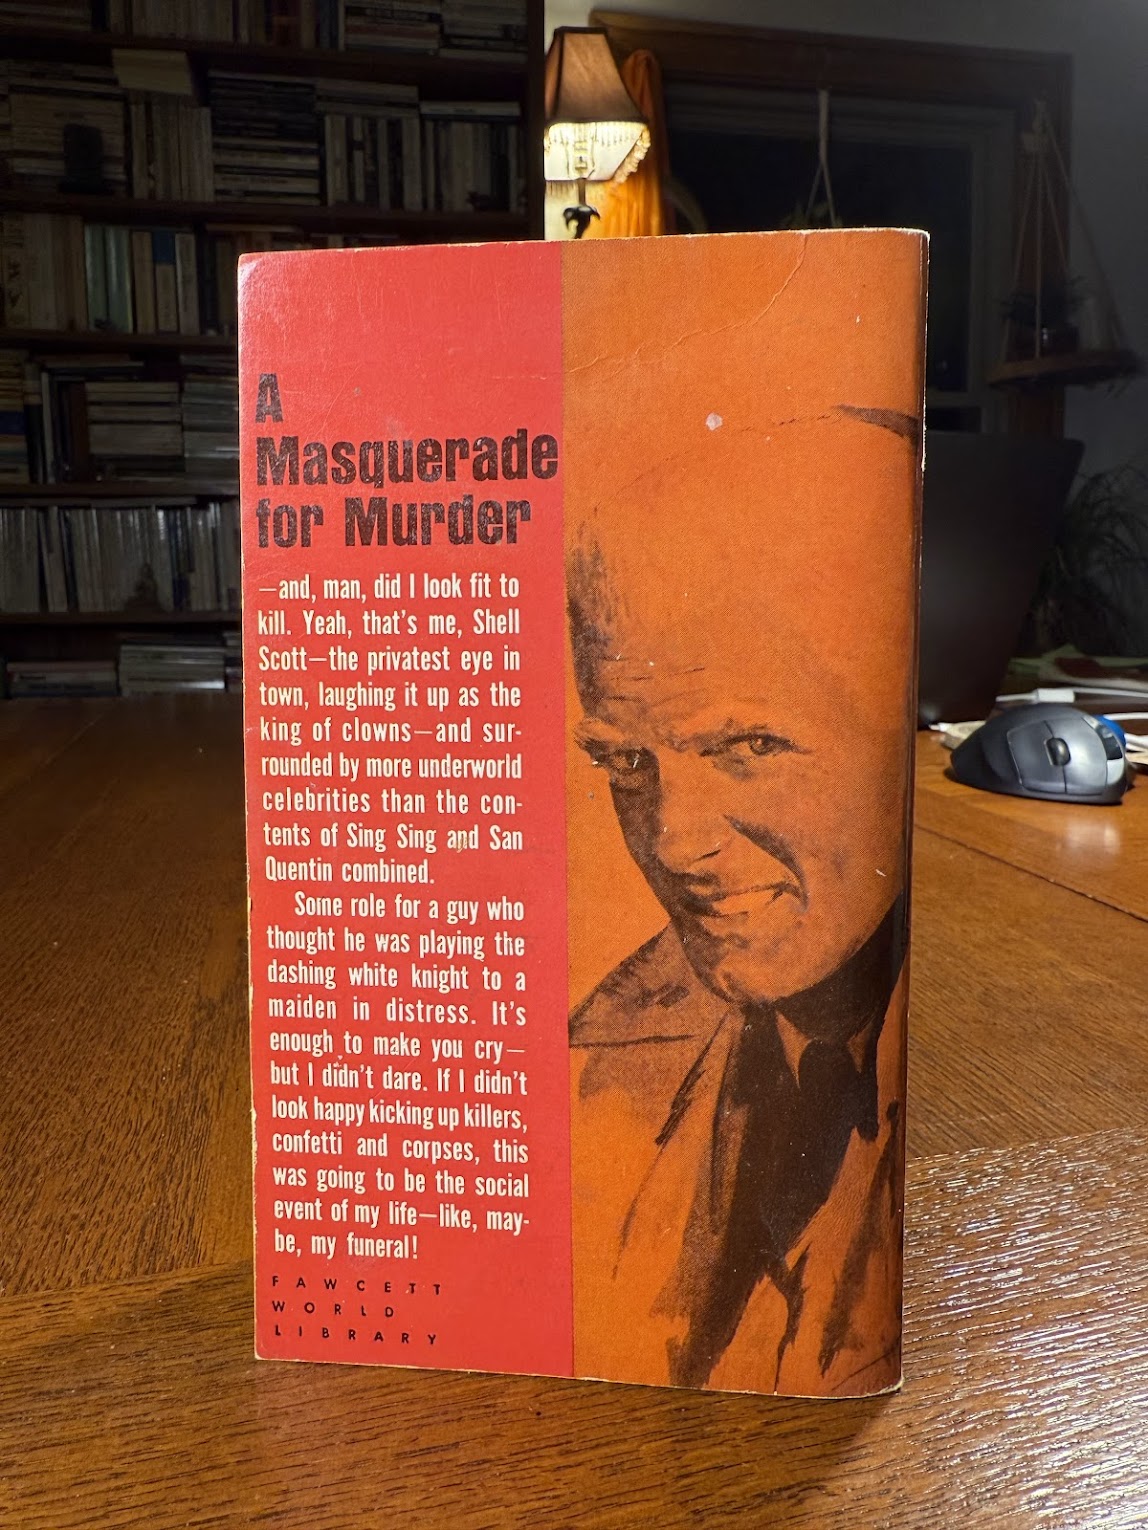 A
Masquerade
for Murder
—and, man, did I look fit to
kill. Yeah, that's me, Shell
Scott—the privatest eye in
town, laughing it up as the
king of clowns—and sur-
rounded by more underworld
celebrities than the con-
tents of Sing Sing and San
Quentin combined.
Some role for a guy who
thought he was playing the
dashing white knight to a
maiden in distress. It's
enough to make you cry—
but I didn't dare. If I didn't
look happy kicking up killers,
confetti and corpses, this
was going to be the social
event of my life—like, may-
be, my funeral!
FAWCETT
WORLD
LIBRARY